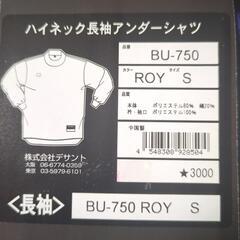 ハイネック長袖アンダーシャツ
品番
BU-750
カラー サイズ
ROY S
品質
本体 ポリエステル80% 綿20%
衿・袖口 ポリエステル100%
中国製
4 548308 928504
★3000
株式会社デサント
大阪 06-6774-0359
東京 03-5979-6101
〈長袖〉
BU-750 ROY S